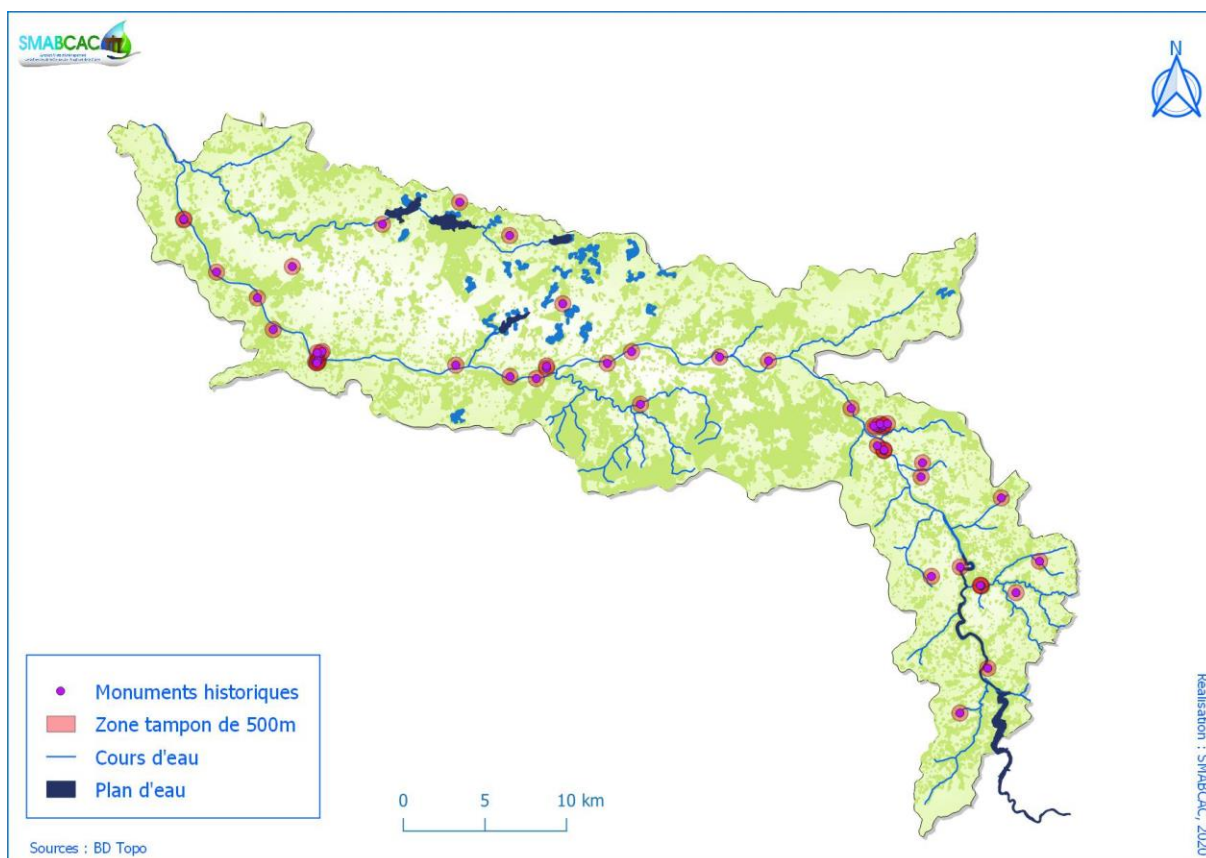 SMABCAC
N
Monuments historiques
Zone tampon de 500m
Cours d'eau
Plan d'eau
0 5 10 km
Sources : BD Topo
Réalisation : SMABCAC, 2020